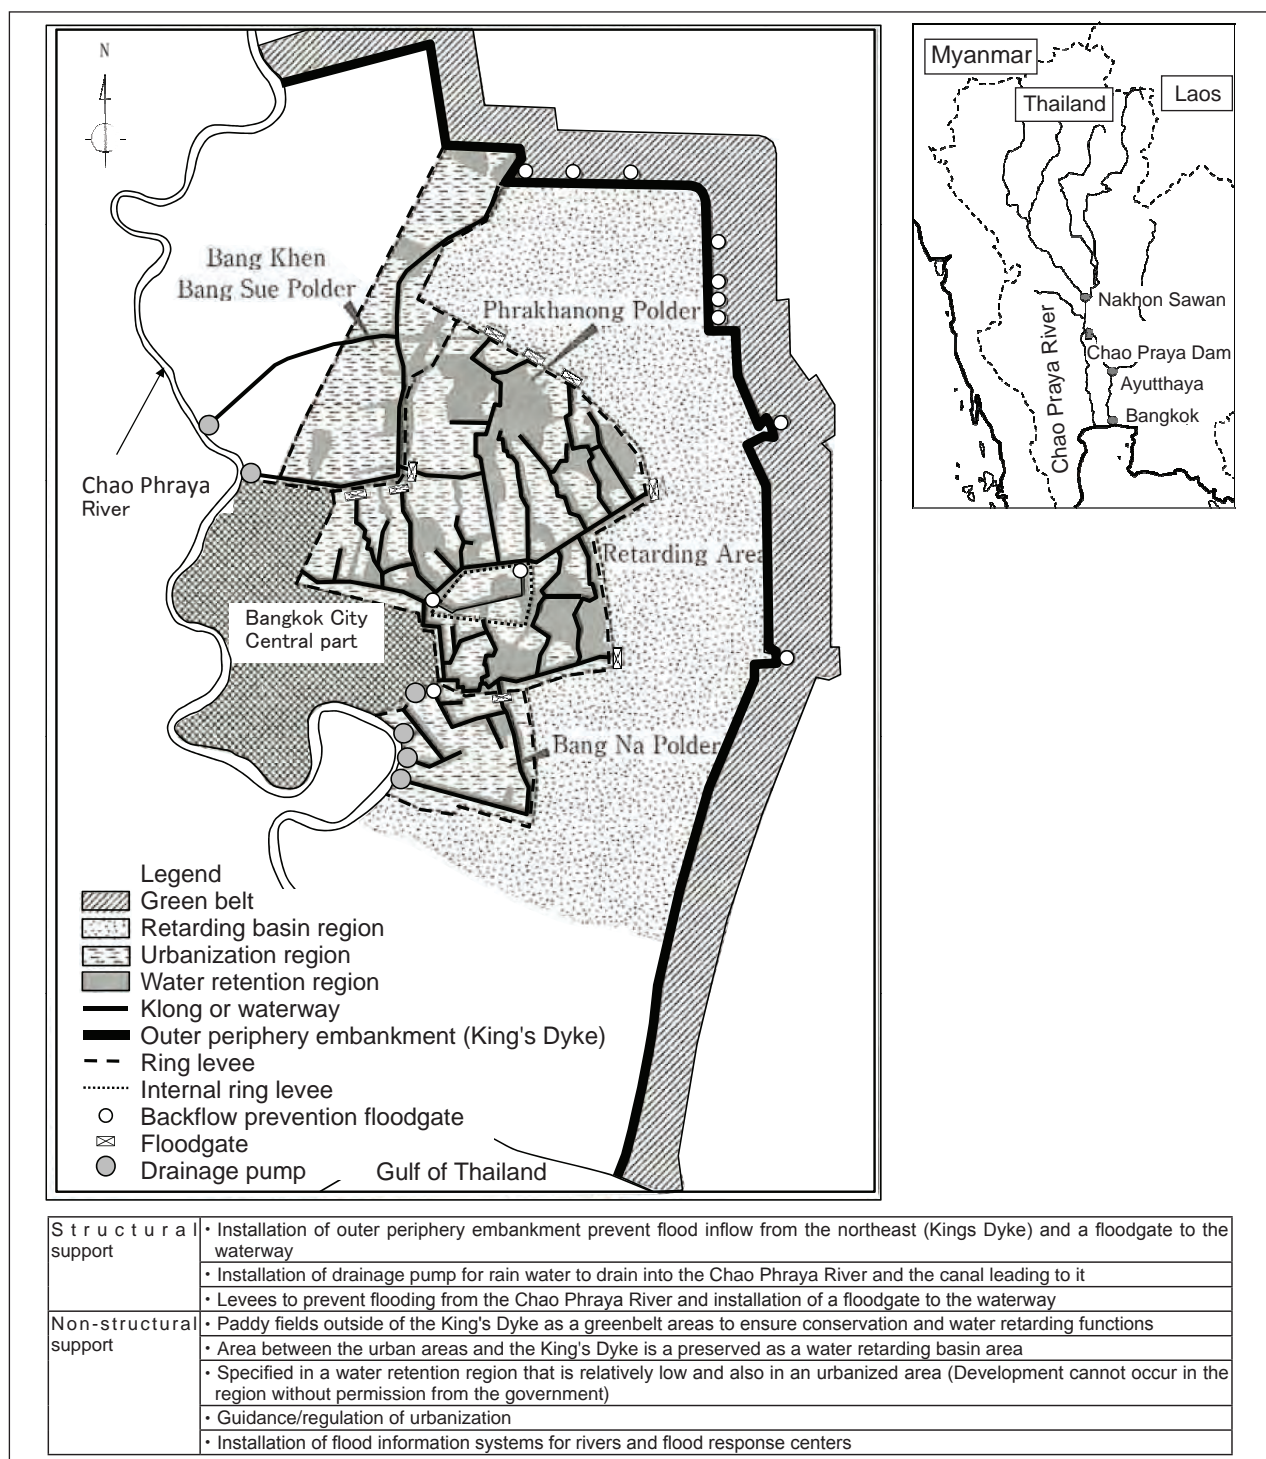 N
Bang Khen
Bang Sue Polder
Phrakhanong Polder
Chao Phraya
River
Retarding Area
Bangkok City
Central part
Bang Na Polder
Legend
Green belt
Retarding basin region
Urbanization region
Water retention region
Klong or waterway
Outer periphery embankment (King's Dyke)
Ring levee
Internal ring levee
Backflow prevention floodgate
Floodgate
Drainage pump
Gulf of Thailand
Myanmar
Thailand
Laos
Nakhon Sawan
Chao Praya River
Chao Praya Dam
Ayutthaya
Bangkok
Structural
support
・Installation of outer periphery embankment prevent flood inflow from the northeast (Kings Dyke) and a floodgate to the
waterway
・Installation of drainage pump for rain water to drain into the Chao Phraya River and the canal leading to it
・Levees to prevent flooding from the Chao Phraya River and installation of a floodgate to the waterway
Non-structural
support
・Paddy fields outside of the King's Dyke as a greenbelt areas to ensure conservation and water retarding functions
・Area between the urban areas and the King's Dyke is a preserved as a water retarding basin area
・Specified in a water retention region that is relatively low and also in an urbanized area (Development cannot occur in the
region without permission from the government)
・Guidance/regulation of urbanization
・Installation of flood information systems for rivers and flood response centers